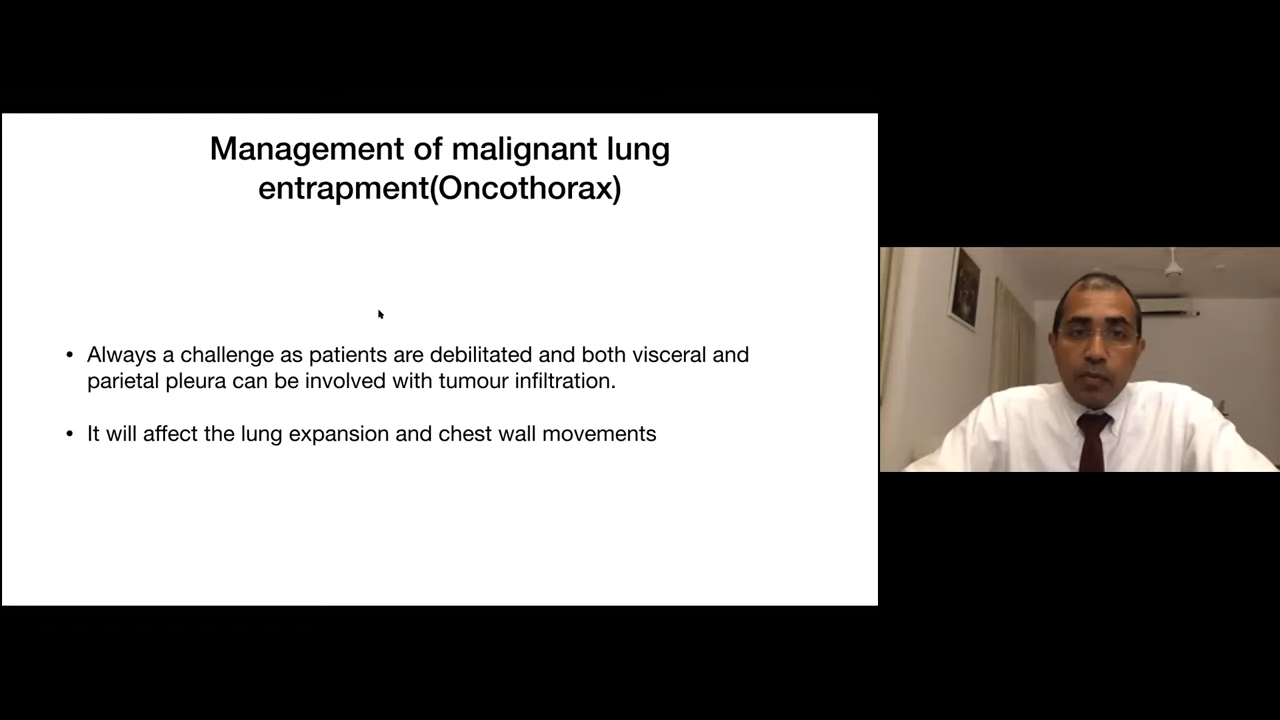 Management of malignant lung
entrapment(Oncothorax)
• Always a challenge as patients are debilitated and both visceral and
parietal pleura can be involved with tumour infiltration.
• It will affect the lung expansion and chest wall movements